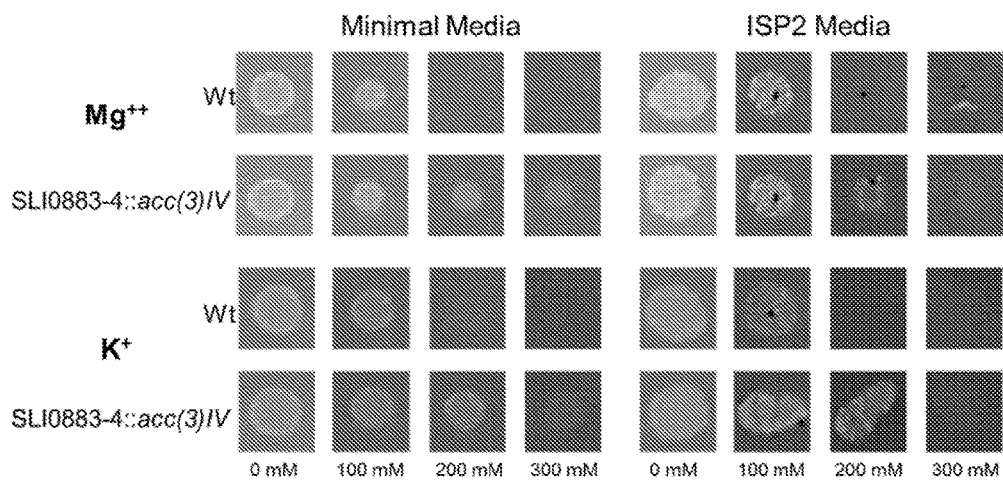 Minimal Media ISP2 Media
Wt
Mg++
SLI0883-4::acc(3)IV
Wt
K+
SLI0883-4::acc(3)IV
0 mM 100 mM 200 mM 300 mM 0 mM 100 mM 200 mM 300 mM